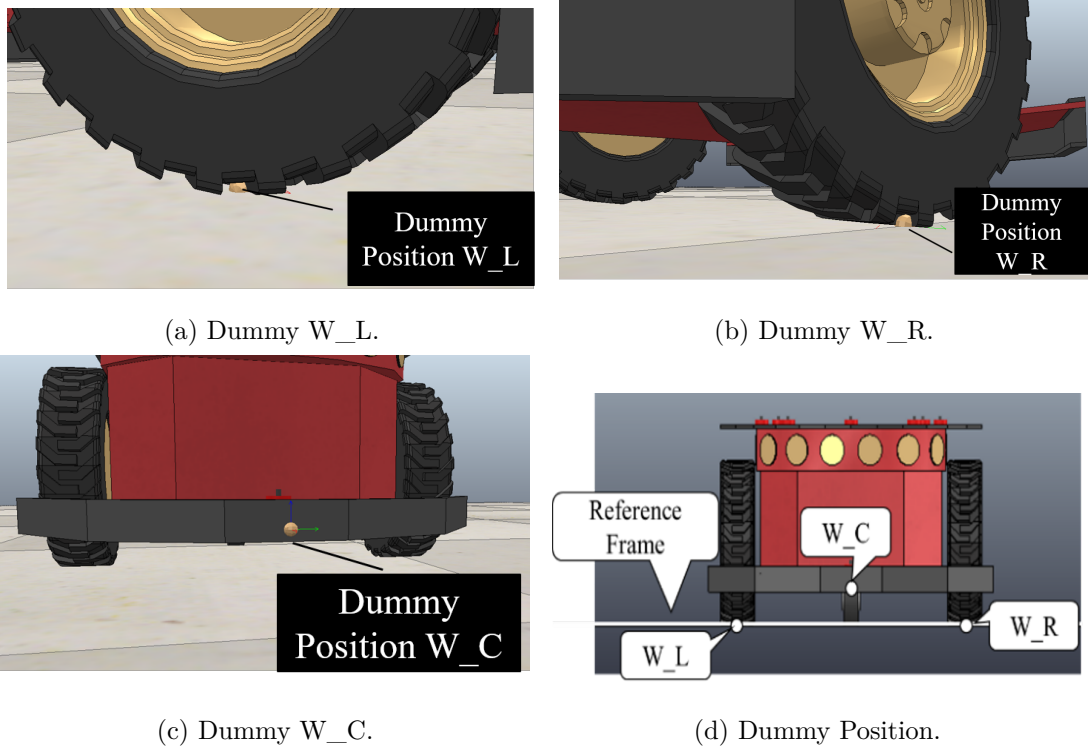 Dummy
Position W_L
Dummy
Position
W_R
(a) Dummy W_L.
(b) Dummy W_R.
Dummy
Position W_C
Reference
Frame
W_C
W_L
W_R
(c) Dummy W_C.
(d) Dummy Position.